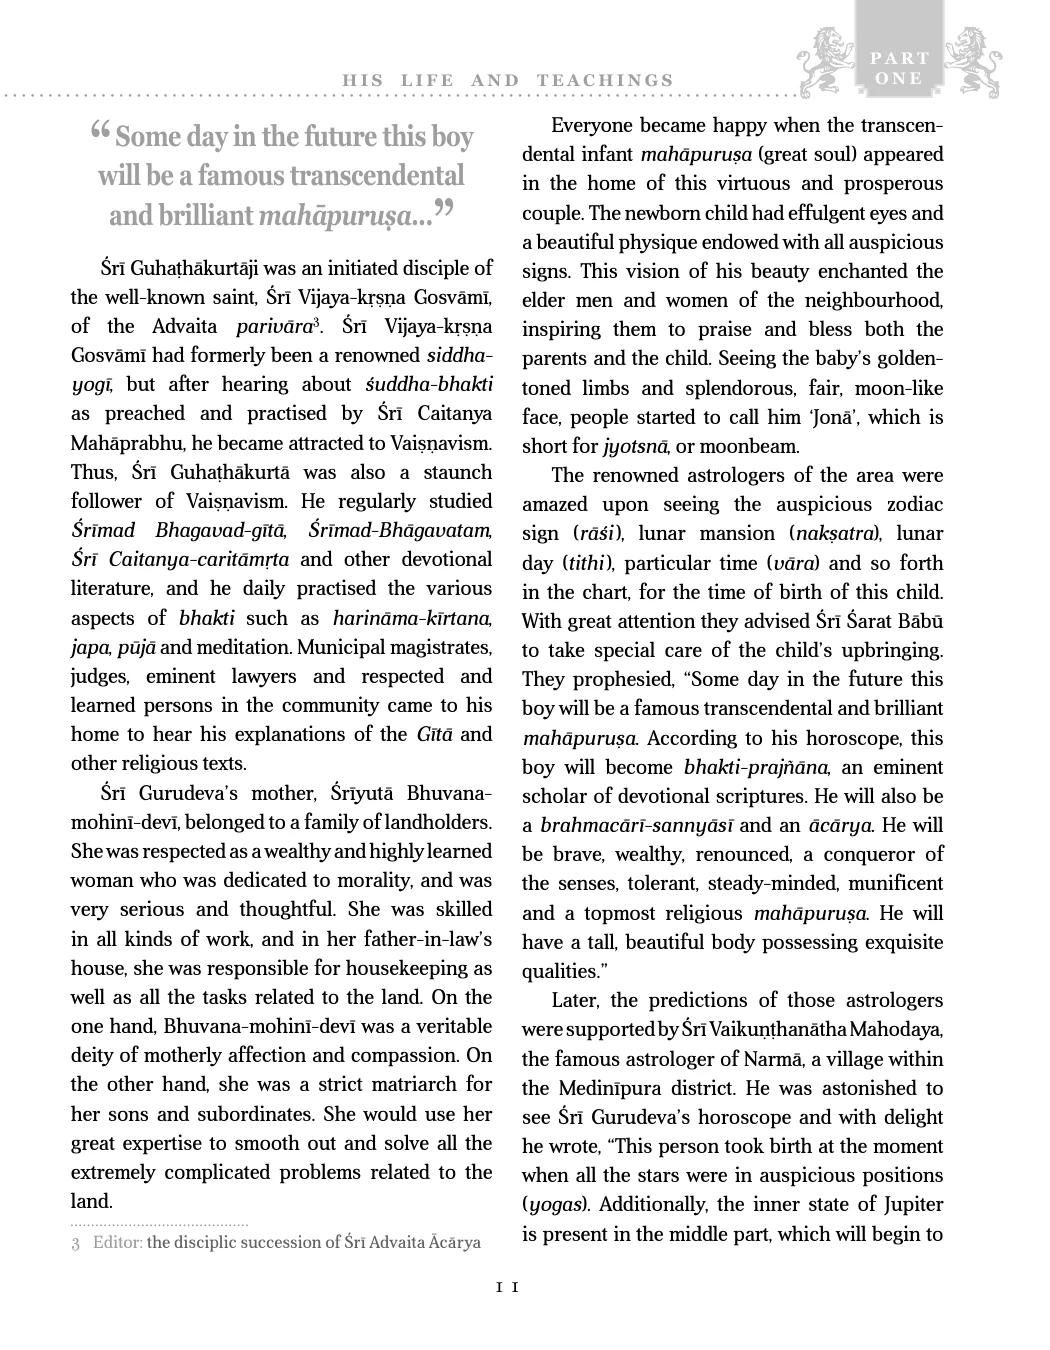 HIS LIFE AND TEACHINGS
PART
ONE
“Some day in the future this boy
will be a famous transcendental
and brilliant mahāpuruṣa...”
Śrī Guhaṭhākurtāji was an initiated disciple of
the well-known saint, Śrī Vijaya-kṛṣṇa Gosvāmī,
of the Advaita parivāra³. Śrī Vijaya-kṛṣṇa
Gosvāmī had formerly been a renowned siddha-
yogī, but after hearing about śuddha-bhakti
as preached and practised by Śrī Caitanya
Mahāprabhu, he became attracted to Vaiṣṇavism.
Thus, Śrī Guhaṭhākurtā was also a staunch
follower of Vaiṣṇavism. He regularly studied
Śrīmad Bhagavad-gītā, Śrīmad-Bhāgavatam,
Śrī Caitanya-caritāmṛta and other devotional
literature, and he daily practised the various
aspects of bhakti such as harināma-kīrtana,
japa, pūjā and meditation. Municipal magistrates,
judges, eminent lawyers and respected and
learned persons in the community came to his
home to hear his explanations of the Gītā and
other religious texts.
Śrī Gurudeva’s mother, Śrīyutā Bhuvana-
mohinī-devī, belonged to a family of landholders.
She was respected as a wealthy and highly learned
woman who was dedicated to morality, and was
very serious and thoughtful. She was skilled
in all kinds of work, and in her father-in-law’s
house, she was responsible for housekeeping as
well as all the tasks related to the land. On the
one hand, Bhuvana-mohinī-devī was a veritable
deity of motherly affection and compassion. On
the other hand, she was a strict matriarch for
her sons and subordinates. She would use her
great expertise to smooth out and solve all the
extremely complicated problems related to the
land.
3 Editor: the disciplic succession of Śrī Advaita Ācārya
Everyone became happy when the transcen-
dental infant mahāpuruṣa (great soul) appeared
in the home of this virtuous and prosperous
couple. The newborn child had effulgent eyes and
a beautiful physique endowed with all auspicious
signs. This vision of his beauty enchanted the
elder men and women of the neighbourhood,
inspiring them to praise and bless both the
parents and the child. Seeing the baby’s golden-
toned limbs and splendorous, fair, moon-like
face, people started to call him ‘Jonā’, which is
short for jyotsnā, or moonbeam.
The renowned astrologers of the area were
amazed upon seeing the auspicious zodiac
sign (rāśi), lunar mansion (nakṣatra), lunar
day (tithi), particular time (vāra) and so forth
in the chart, for the time of birth of this child.
With great attention they advised Śrī Śarat Bābū
to take special care of the child’s upbringing.
They prophesied, “Some day in the future this
boy will be a famous transcendental and brilliant
mahāpuruṣa. According to his horoscope, this
boy will become bhakti-prajñāna, an eminent
scholar of devotional scriptures. He will also be
a brahmacārī-sannyāsī and an ācārya. He will
be brave, wealthy, renounced, a conqueror of
the senses, tolerant, steady-minded, munificent
and a topmost religious mahāpuruṣa. He will
have a tall, beautiful body possessing exquisite
qualities.”
Later, the predictions of those astrologers
were supported by Śrī Vaikuṇṭhanātha Mahodaya,
the famous astrologer of Narmā, a village within
the Medinīpura district. He was astonished to
see Śrī Gurudeva’s horoscope and with delight
he wrote, “This person took birth at the moment
when all the stars were in auspicious positions
(yogas). Additionally, the inner state of Jupiter
is present in the middle part, which will begin to
11